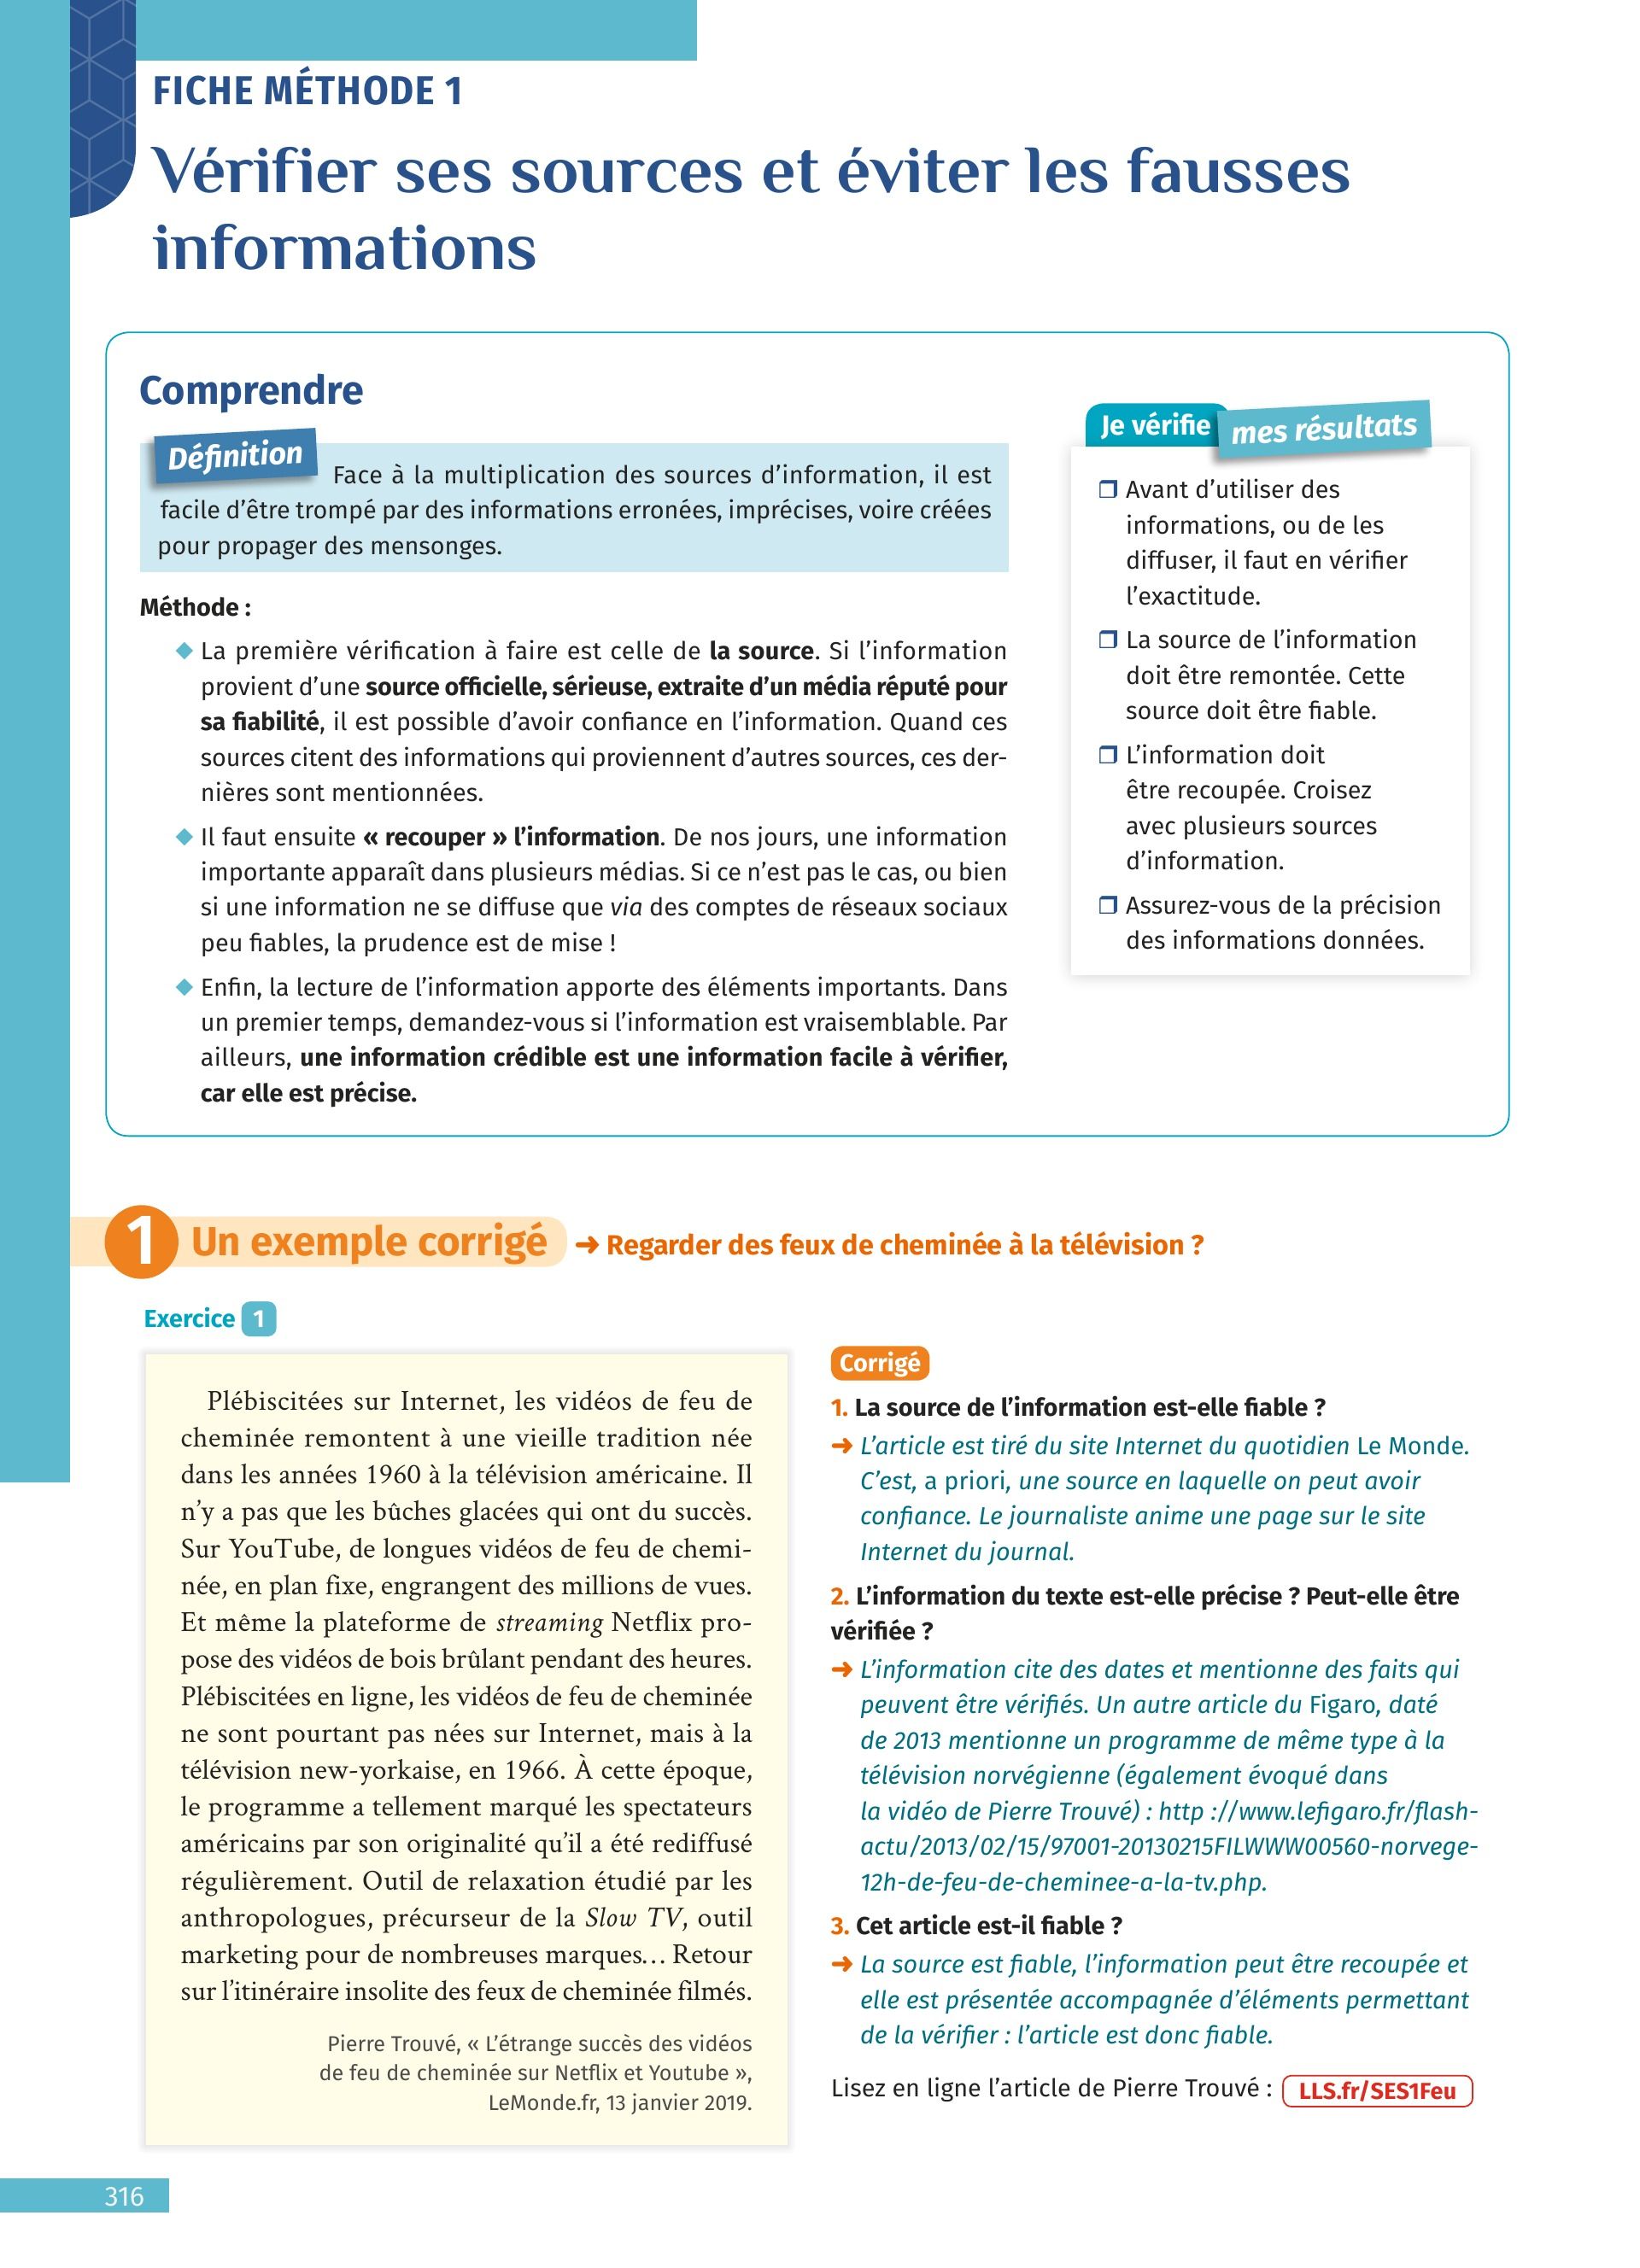 FICHE MÉTHODE 1
Vérifier ses sources et éviter les fausses
informations
Comprendre
Définition
Face à la multiplication des sources d’information, il est
facile d’être trompé par des informations erronées, imprécises, voire créées
pour propager des mensonges.
Méthode :
◆ La première vérification à faire est celle de la source. Si l’information
provient d’une source officielle, sérieuse, extraite d’un média réputé pour
sa fiabilité, il est possible d’avoir confiance en l’information. Quand ces
sources citent des informations qui proviennent d’autres sources, ces der-
nières sont mentionnées.
◆ Il faut ensuite « recouper » l’information. De nos jours, une information
importante apparaît dans plusieurs médias. Si ce n’est pas le cas, ou bien
si une information ne se diffuse que via des comptes de réseaux sociaux
peu fiables, la prudence est de mise !
◆ Enfin, la lecture de l’information apporte des éléments importants. Dans
un premier temps, demandez-vous si l’information est vraisemblable. Par
ailleurs, une information crédible est une information facile à vérifier,
car elle est précise.
Je vérifie mes résultats
❒ Avant d’utiliser des
informations, ou de les
diffuser, il faut en vérifier
l’exactitude.
❒ La source de l’information
doit être remontée. Cette
source doit être fiable.
❒ L’information doit
être recoupée. Croisez
avec plusieurs sources
d’information.
❒ Assurez-vous de la précision
des informations données.
1 Un exemple corrigé ➜ Regarder des feux de cheminée à la télévision ?
Exercice 1
Plébiscitées sur Internet, les vidéos de feu de
cheminée remontent à une vieille tradition née
dans les années 1960 à la télévision américaine. Il
n’y a pas que les bûches glacées qui ont du succès.
Sur YouTube, de longues vidéos de feu de chemi-
née, en plan fixe, engrangent des millions de vues.
Et même la plateforme de streaming Netflix pro-
pose des vidéos de bois brûlant pendant des heures.
Plébiscitées en ligne, les vidéos de feu de cheminée
ne sont pourtant pas nées sur Internet, mais à la
télévision new-yorkaise, en 1966. À cette époque,
le programme a tellement marqué les spectateurs
américains par son originalité qu’il a été rediffusé
régulièrement. Outil de relaxation étudié par les
anthropologues, précurseur de la Slow TV, outil
marketing pour de nombreuses marques… Retour
sur l’itinéraire insolite des feux de cheminée filmés.
Pierre Trouvé, « L’étrange succès des vidéos
de feu de cheminée sur Netflix et Youtube »,
LeMonde.fr, 13 janvier 2019.
Corrigé
1. La source de l’information est-elle fiable ?
➜ L’article est tiré du site Internet du quotidien Le Monde.
C’est, a priori, une source en laquelle on peut avoir
confiance. Le journaliste anime une page sur le site
Internet du journal.
2. L’information du texte est-elle précise ? Peut-elle être
vérifiée ?
➜ L’information cite des dates et mentionne des faits qui
peuvent être vérifiés. Un autre article du Figaro, daté
de 2013 mentionne un programme de même type à la
télévision norvégienne (également évoqué dans
la vidéo de Pierre Trouvé) : http ://www.lefigaro.fr/flash-
actu/2013/02/15/97001-20130215FILWWW00560-norvege-
12h-de-feu-de-cheminee-a-la-tv.php.
3. Cet article est-il fiable ?
➜ La source est fiable, l’information peut être recoupée et
elle est présentée accompagnée d’éléments permettant
de la vérifier : l’article est donc fiable.
Lisez en ligne l’article de Pierre Trouvé : LLS.fr/SES1Feu
316